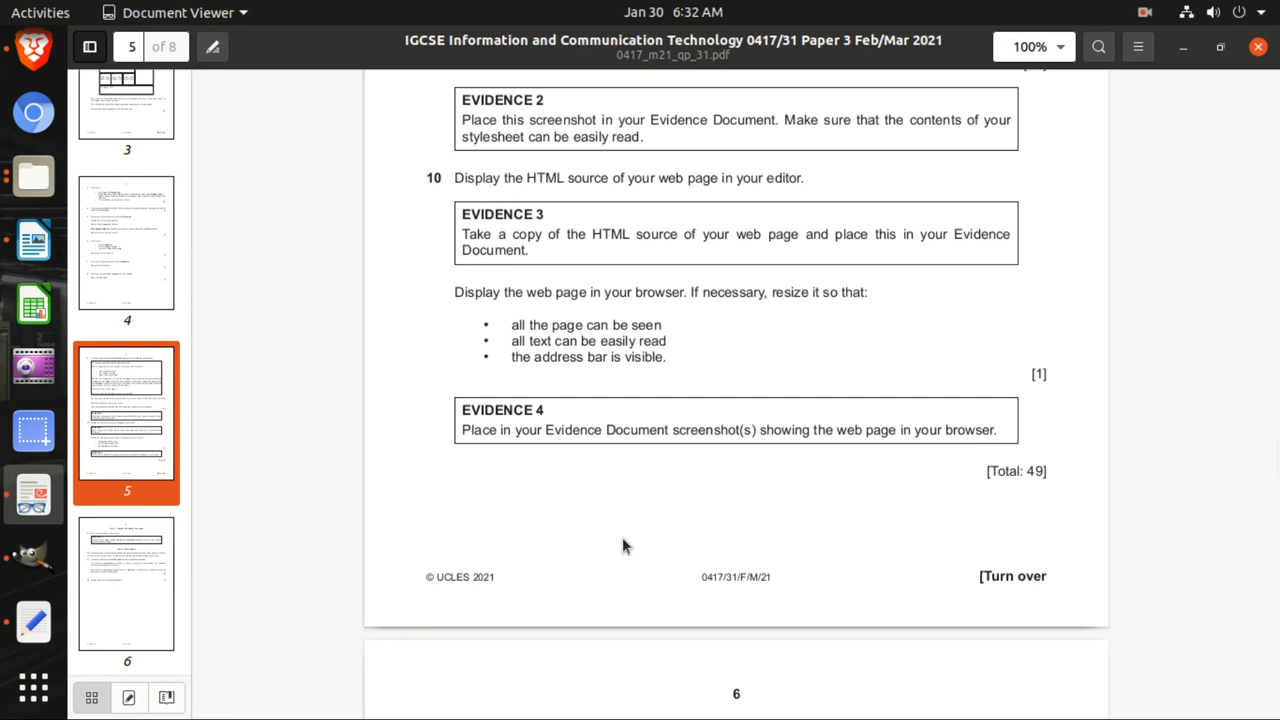 Activities
Document Viewer
Jan 30 6:32 AM
5
of 8
IGCSE Information and Communication Technology 0417/31 Paper 3 Feb/Mar 2021
0417_m21_qp_31.pdf
100%
3
4
5
6
EVIDENCE 2
Place this screenshot in your Evidence Document. Make sure that the contents of your
stylesheet can be easily read.
10 Display the HTML source of your web page in your editor.
EVIDENCE 3
Take a copy of the HTML source of your web page and place this in your Evidence
Document.
Display the web page in your browser. If necessary, resize it so that:
• all the page can be seen
• all text can be easily read
• the address bar is visible.
[1]
EVIDENCE 4
Place in your Evidence Document screenshot(s) showing the web page in your browser.
[Total: 49]
© UCLES 2021
0417/31/F/M/21
[Turn over
6